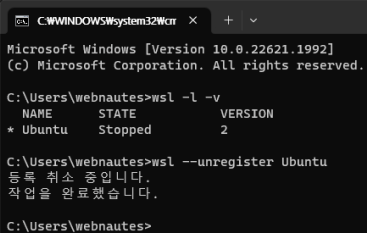 C:₩WINDOWS₩system32₩cm
Microsoft Windows [Version 10.0.22621.1992]
(c) Microsoft Corporation. All rights reserved.
C:\Users\webnautes>wsl -l -v
NAME STATE VERSION
* Ubuntu Stopped 2
C:\Users\webnautes>wsl --unregister Ubuntu
등록 취소 중입니다.
작업을 완료했습니다.
C:\Users\webnautes>